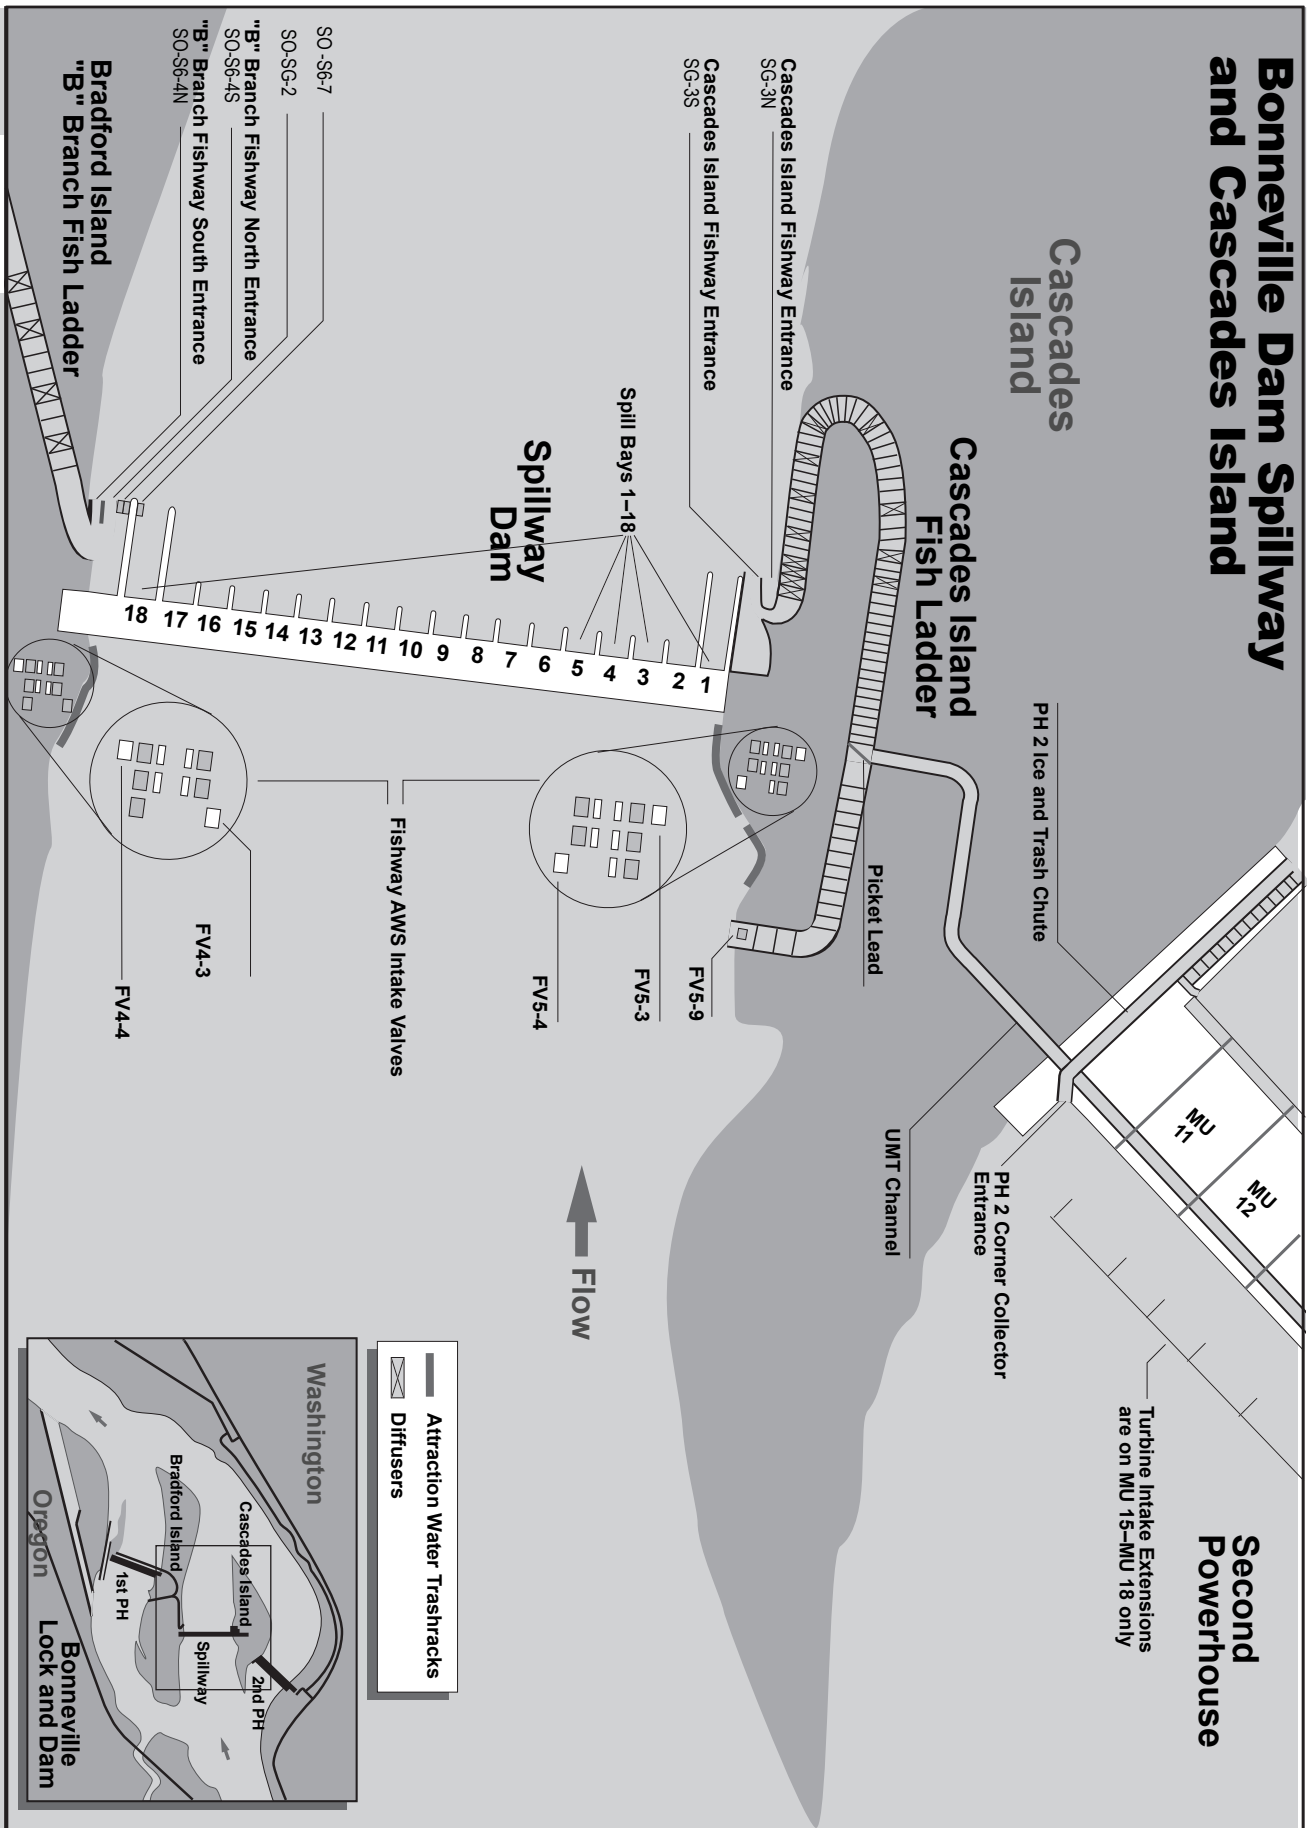 Bonneville Dam Spillway
and Cascades Island
Cascades
Island
Cascades Island
Fish Ladder
PH 2 Ice and Trash Chute
Second
Powerhouse
MU
11
MU
12
Turbine Intake Extensions
are on MU 15–MU 18 only
PH 2 Corner Collector
Entrance
UMT Channel
Picket Lead
Cascades Island Fishway Entrance
SG-3N
Cascades Island Fishway Entrance
SG-3S
Spill Bays 1–18
Spillway
Dam
1
2
3
4
5
6
7
8
9
10
11
12
13
14
15
16
17
18
FV5-9
FV5-3
FV5-4
Flow
Fishway AWS Intake Valves
FV4-3
FV4-4
SO -S6-7
SO-SG-2
"B" Branch Fishway North Entrance
SO-S6-4S
"B" Branch Fishway South Entrance
SO-S6-4N
Bradford Island
"B" Branch Fish Ladder
Attraction Water Trashracks
Diffusers
Washington
Cascades Island
Bradford Island
2nd PH
Spillway
1st PH
Oregon
Bonneville
Lock and Dam